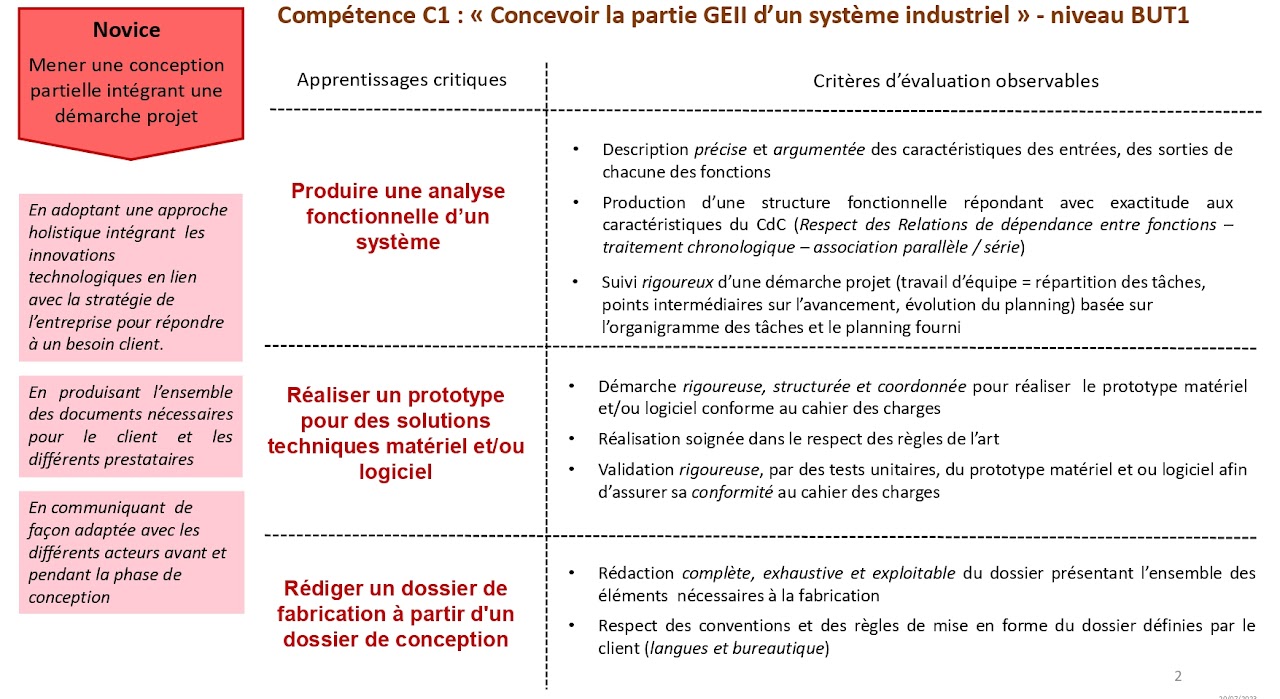 Compétence C1 : « Concevoir la partie GEII d’un système industriel » - niveau BUT1
Novice
Mener une conception
partielle intégrant une
démarche projet
En adoptant une approche
holistique intégrant les
innovations
technologiques en lien
avec la stratégie de
l’entreprise pour répondre
à un besoin client.
En produisant l’ensemble
des documents nécessaires
pour le client et les
différents prestataires
En communiquant de
façon adaptée avec les
différents acteurs avant et
pendant la phase de
conception
Apprentissages critiques
Critères d’évaluation observables
Produire une analyse
fonctionnelle d’un
système
• Description précise et argumentée des caractéristiques des entrées, des sorties de
chacune des fonctions
• Production d’une structure fonctionnelle répondant avec exactitude aux
caractéristiques du CdC (Respect des Relations de dépendance entre fonctions –
traitement chronologique – association parallèle / série)
• Suivi rigoureux d’une démarche projet (travail d’équipe = répartition des tâches,
points intermédiaires sur l’avancement, évolution du planning) basée sur
l’organigramme des tâches et le planning fourni
Réaliser un prototype
pour des solutions
techniques matériel et/ou
logiciel
• Démarche rigoureuse, structurée et coordonnée pour réaliser le prototype matériel
et/ou logiciel conforme au cahier des charges
• Réalisation soignée dans le respect des règles de l’art
• Validation rigoureuse, par des tests unitaires, du prototype matériel et ou logiciel afin
d’assurer sa conformité au cahier des charges
Rédiger un dossier de
fabrication à partir d'un
dossier de conception
• Rédaction complète, exhaustive et exploitable du dossier présentant l’ensemble des
éléments nécessaires à la fabrication
• Respect des conventions et des règles de mise en forme du dossier définies par le
client (langues et bureautique)
2